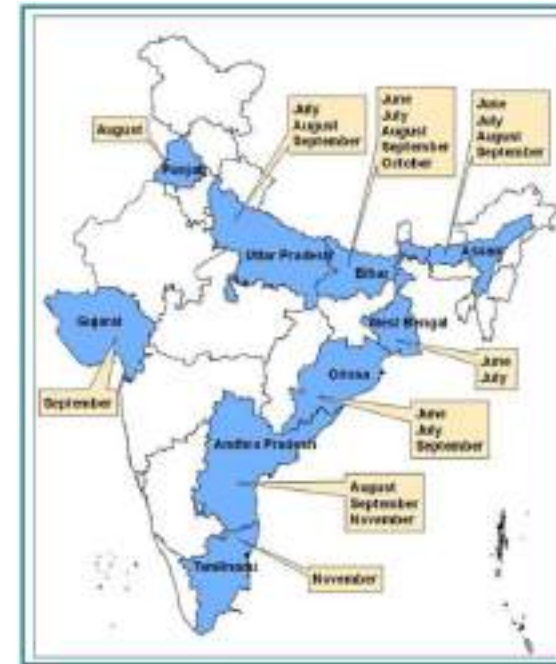 August
July
August
September
June
July
August
September
October
June
July
August
September
Punjab
Uttar Pradesh
Bihar
Assam
Gujarat
West Bengal
September
June
July
Orissa
June
July
September
Andhra Pradesh
August
September
November
Tamilnadu
November